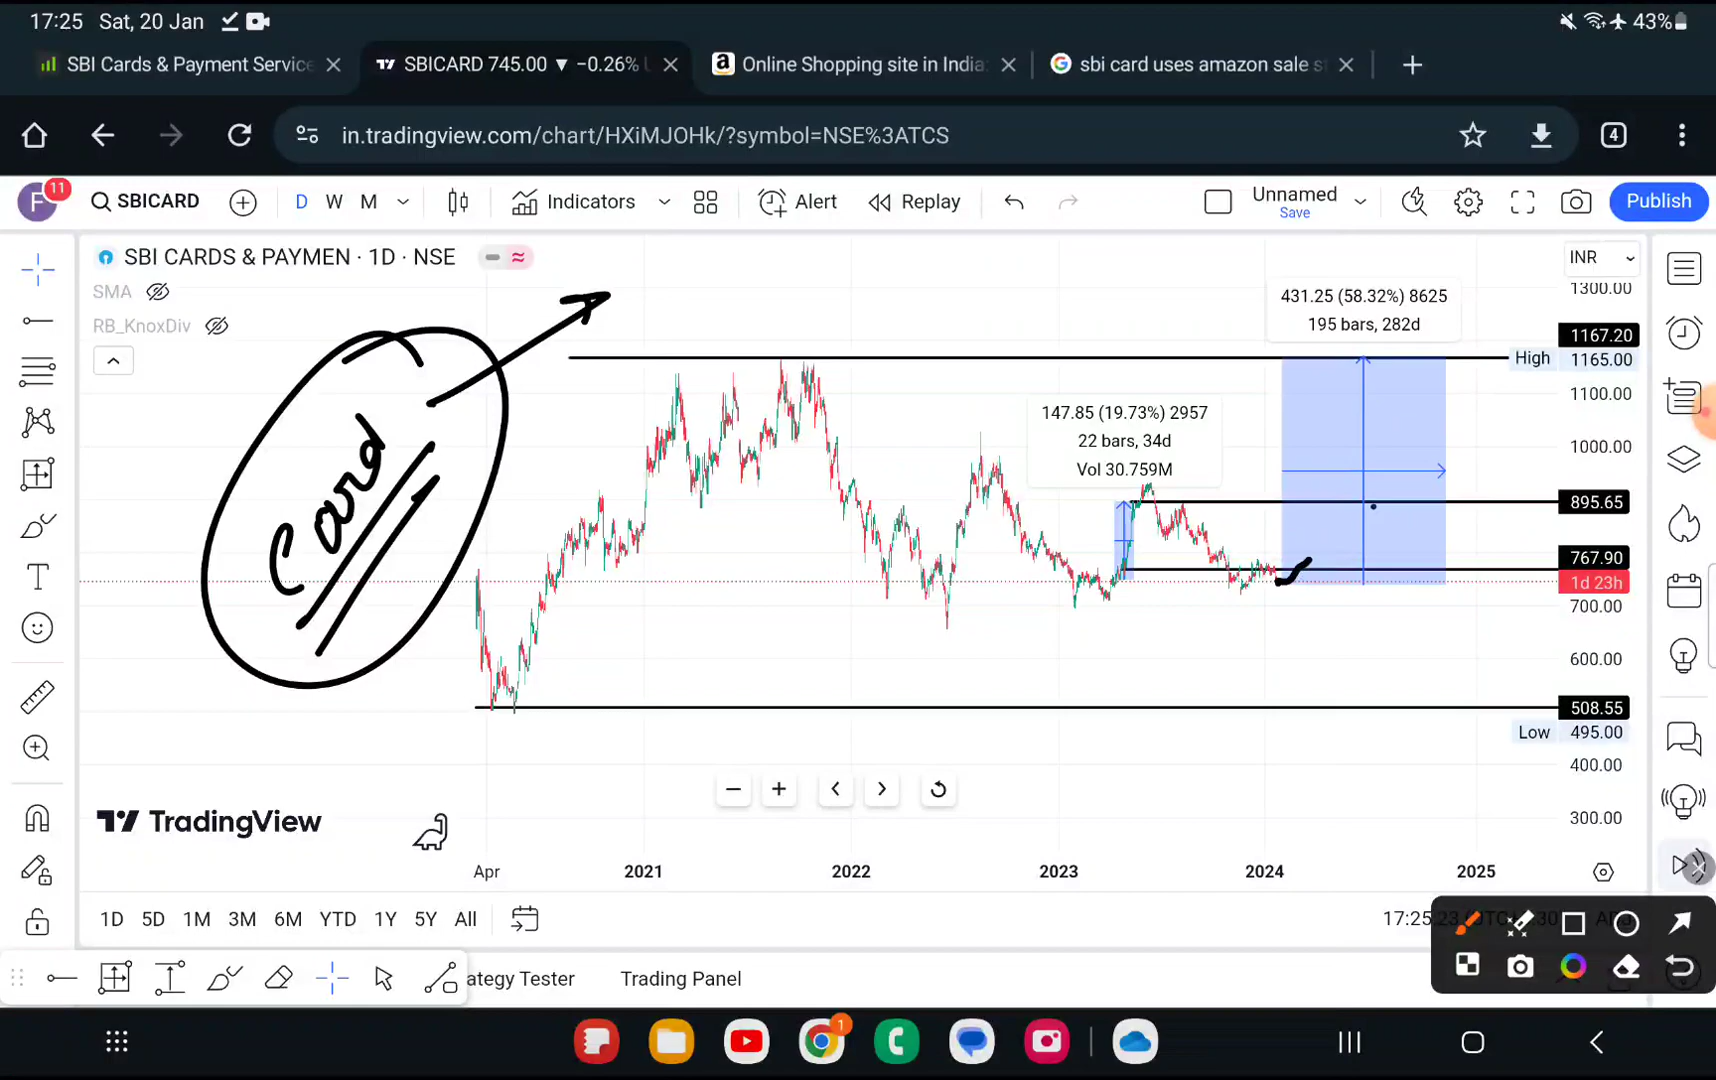 17:25 Sat, 20 Jan 43%
SBI Cards & Payment Service
SBICARD 745.00 ▼ −0.26%
Online Shopping site in India:
sbi card uses amazon sale
in.tradingview.com/chart/HXiMJOHk/?symbol=NSE%3ATCS
4
F 11
SBICARD
D W M
Indicators
Alert
Replay
Unnamed
Save
Publish
SBI CARDS & PAYMEN · 1D · NSE
INR
SMA
RB_KnoxDiv
1300.00
431.25 (58.32%) 8625
195 bars, 282d
1167.20
High 1165.00
1100.00
147.85 (19.73%) 2957
22 bars, 34d
Vol 30.759M
1000.00
895.65
Card
767.90
1d 23h
700.00
600.00
508.55
Low 495.00
400.00
300.00
TradingView
Apr 2021 2022 2023 2024 2025
1D 5D 1M 3M 6M YTD 1Y 5Y All
17:25:23
ategy Tester
Trading Panel
1